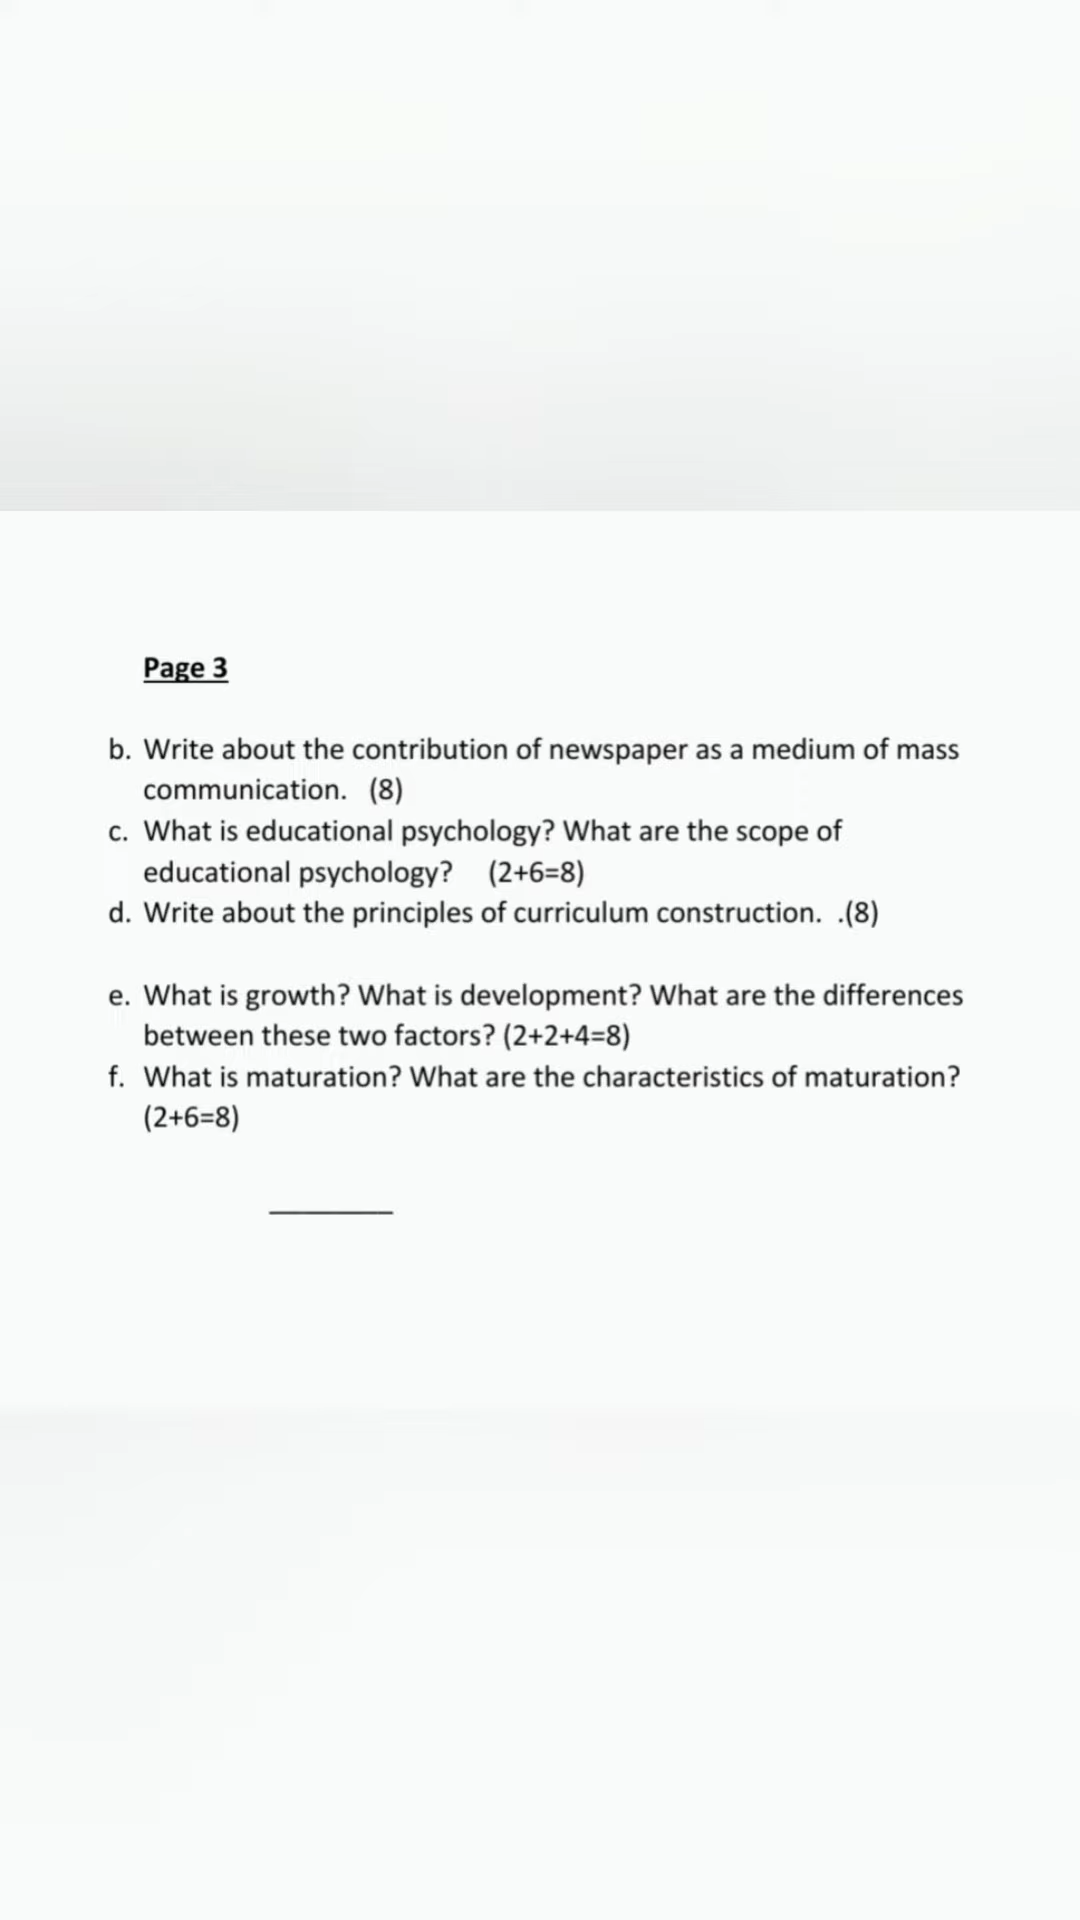 Page 3
b. Write about the contribution of newspaper as a medium of mass
communication. (8)
c. What is educational psychology? What are the scope of
educational psychology? (2+6=8)
d. Write about the principles of curriculum construction. .(8)
e. What is growth? What is development? What are the differences
between these two factors? (2+2+4=8)
f. What is maturation? What are the characteristics of maturation?
(2+6=8)